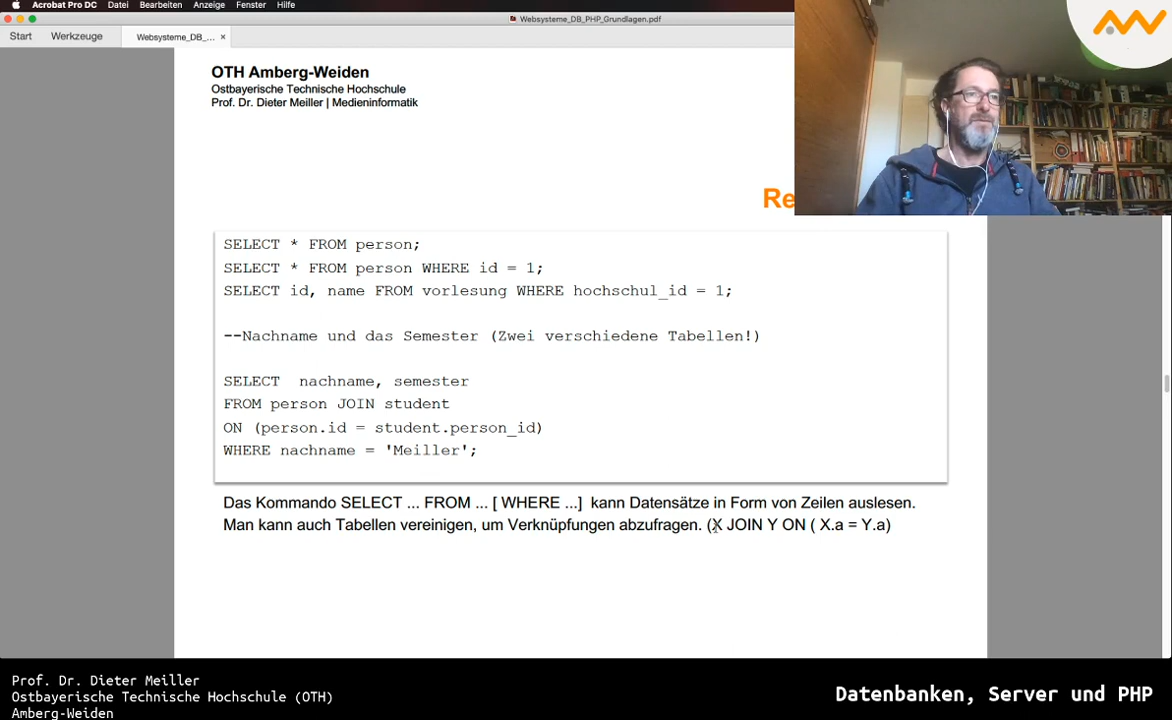 Acrobat Pro DC Datei Bearbeiten Anzeige Fenster Hilfe
Websysteme_DB_PHP_Grundlagen.pdf
Start Werkzeuge Websysteme_DB_... ×
OTH Amberg-Weiden
Ostbayerische Technische Hochschule
Prof. Dr. Dieter Meiller | Medieninformatik
Re
SELECT * FROM person;
SELECT * FROM person WHERE id = 1;
SELECT id, name FROM vorlesung WHERE hochschul_id = 1;
--Nachname und das Semester (Zwei verschiedene Tabellen!)
SELECT  nachname, semester
FROM person JOIN student
ON (person.id = student.person_id)
WHERE nachname = 'Meiller';
Das Kommando SELECT ... FROM ... [ WHERE ...]  kann Datensätze in Form von Zeilen auslesen.
Man kann auch Tabellen vereinigen, um Verknüpfungen abzufragen. (X JOIN Y ON ( X.a = Y.a)
Prof. Dr. Dieter Meiller
Ostbayerische Technische Hochschule (OTH)
Amberg-Weiden
Datenbanken, Server und PHP